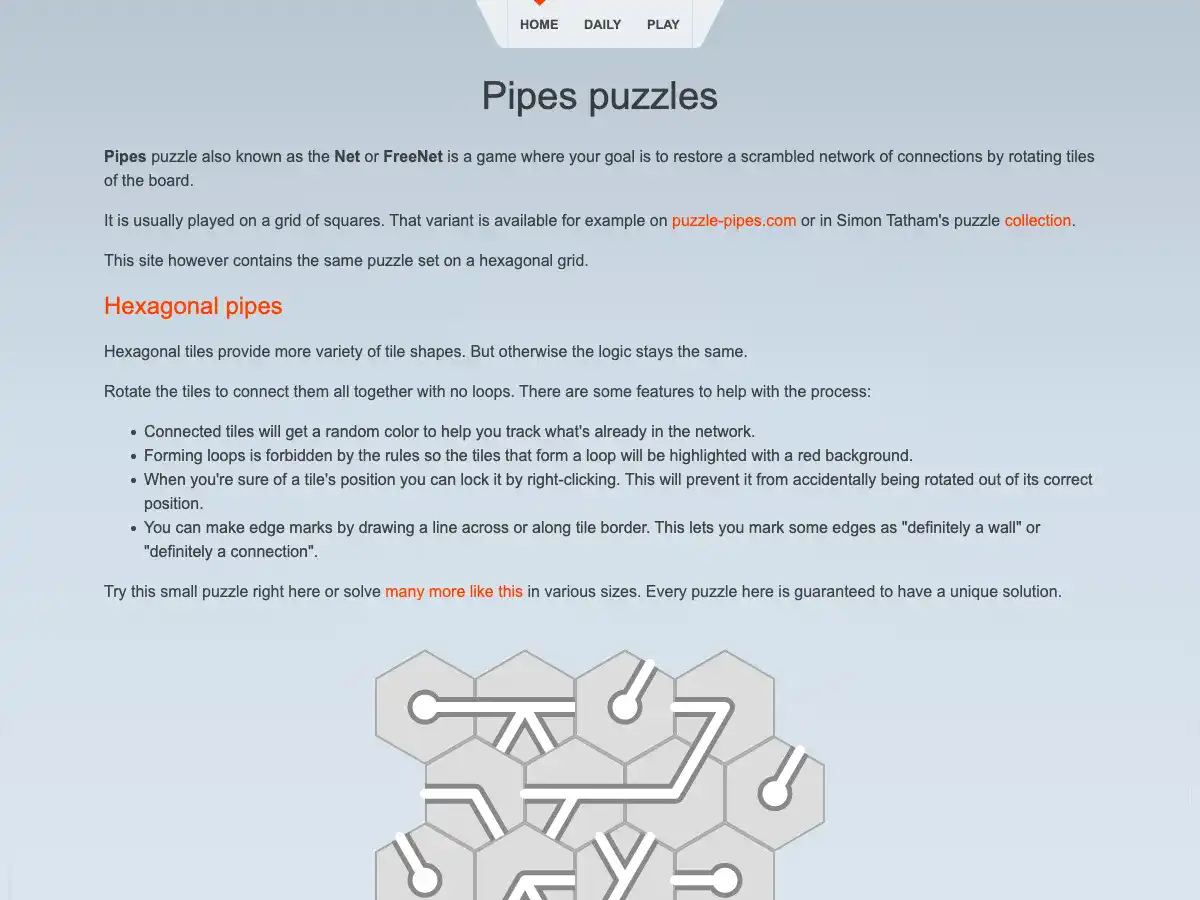 HOME DAILY PLAY
Pipes puzzles
Pipes puzzle also known as the Net or FreeNet is a game where your goal is to restore a scrambled network of connections by rotating tiles
of the board.
It is usually played on a grid of squares. That variant is available for example on puzzle-pipes.com or in Simon Tatham's puzzle collection.
This site however contains the same puzzle set on a hexagonal grid.
Hexagonal pipes
Hexagonal tiles provide more variety of tile shapes. But otherwise the logic stays the same.
Rotate the tiles to connect them all together with no loops. There are some features to help with the process:
• Connected tiles will get a random color to help you track what's already in the network.
• Forming loops is forbidden by the rules so the tiles that form a loop will be highlighted with a red background.
• When you're sure of a tile's position you can lock it by right-clicking. This will prevent it from accidentally being rotated out of its correct
position.
• You can make edge marks by drawing a line across or along tile border. This lets you mark some edges as "definitely a wall" or
"definitely a connection".
Try this small puzzle right here or solve many more like this in various sizes. Every puzzle here is guaranteed to have a unique solution.